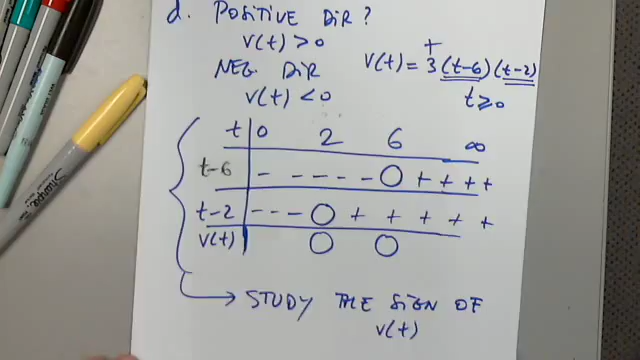 d. POSITIVE DIR?
v(t) > 0
NEG. DIR
v(t) < 0
+
v(t) = 3(t-6)(t-2)
t ≥ 0
t | 0 2 6 ∞
t-6 - - - - - O + + + +
t-2 - - - O + + + + +
v(t) O O
→ STUDY THE SIGN OF
v(t)
Sharpie